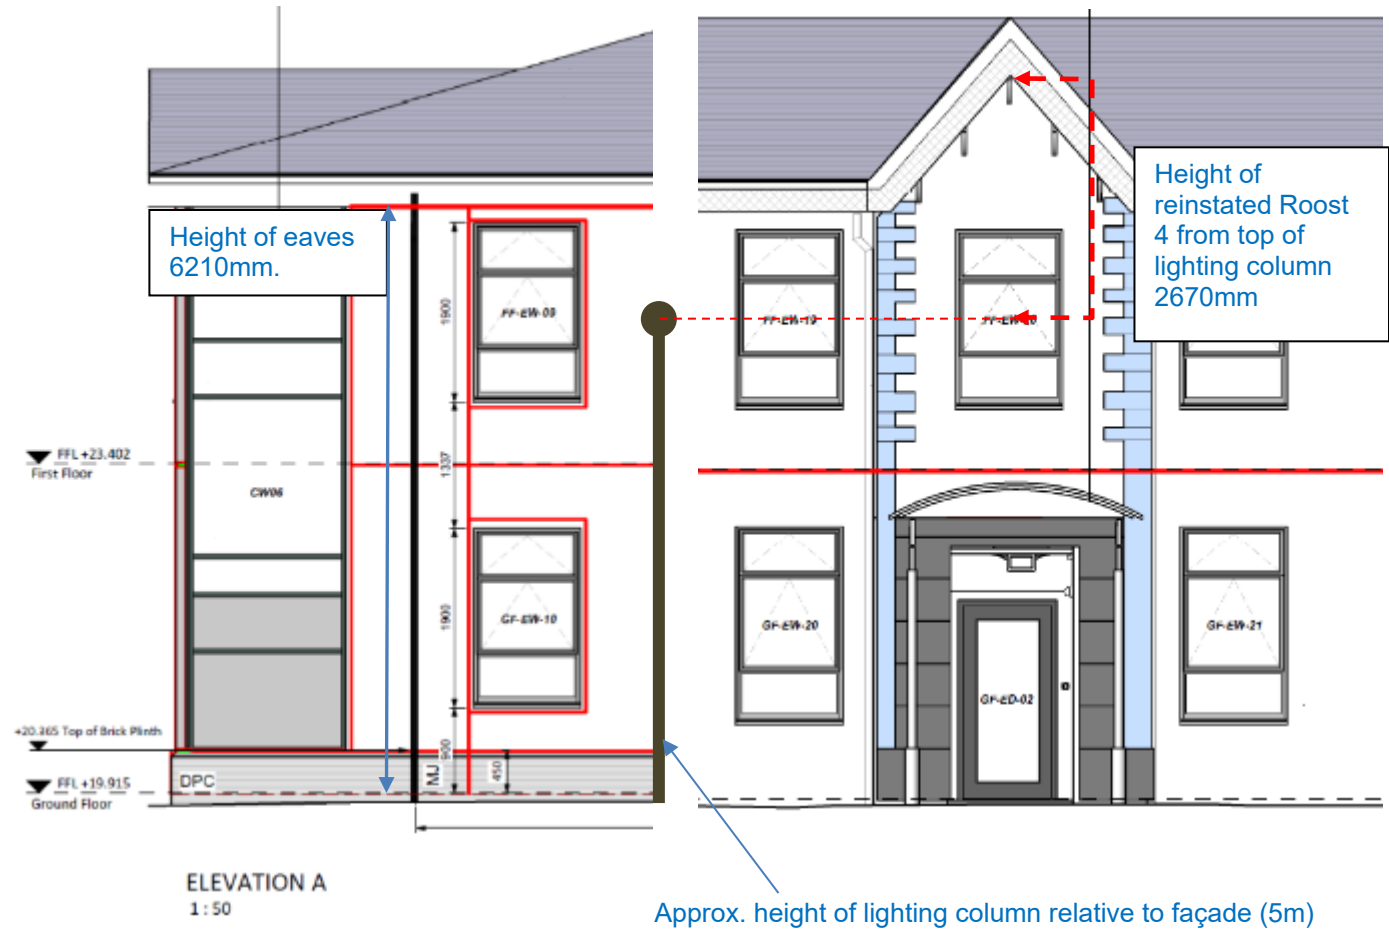 Height of eaves
6210mm.
Height of
reinstated Roost
4 from top of
lighting column
2670mm
1900
FF-EW-09
FF-EW-19
FFL +23.402
First Floor
1337
CW06
1900
GF-EW-10
GF-EW-20
GF-EW-21
GF-ED-02
+20.365 Top of Brick Plinth
900
450
MJ
DPC
FFL +19.915
Ground Floor
ELEVATION A
1 : 50
Approx. height of lighting column relative to façade (5m)